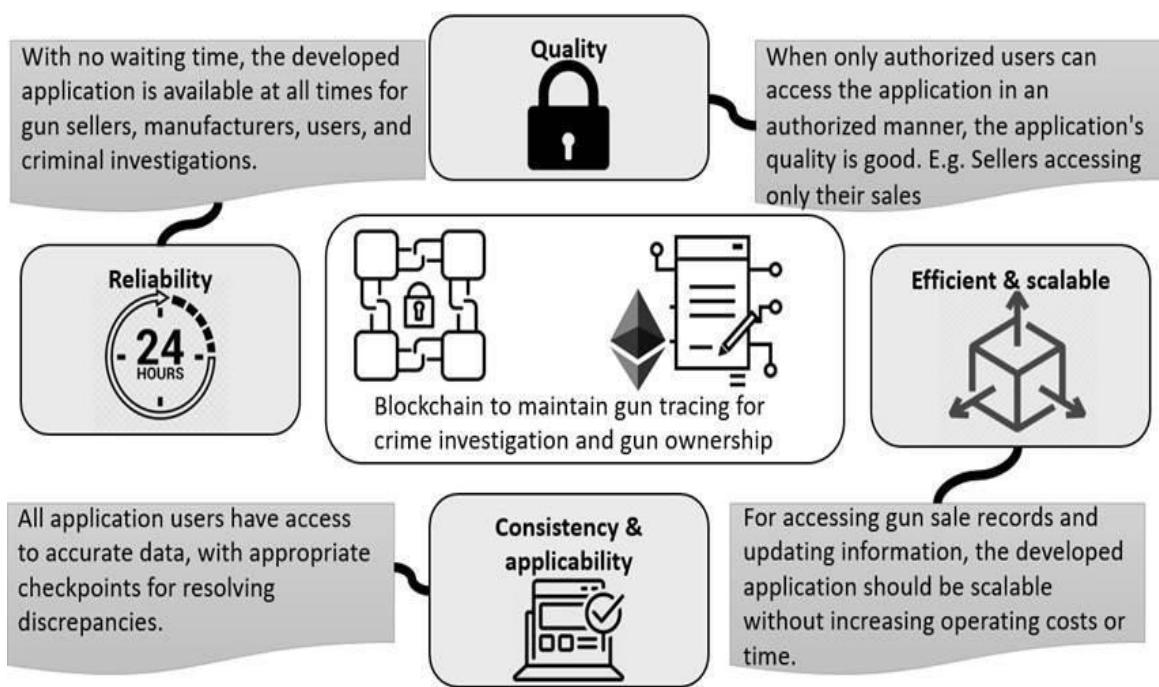 Quality
With no waiting time, the developed
application is available at all times for
gun sellers, manufacturers, users, and
criminal investigations.
When only authorized users can
access the application in an
authorized manner, the application's
quality is good. E.g. Sellers accessing
only their sales
Reliability
24
HOURS
Blockchain to maintain gun tracing for
crime investigation and gun ownership
Efficient & scalable
All application users have access
to accurate data, with appropriate
checkpoints for resolving
discrepancies.
Consistency &
applicability
For accessing gun sale records and
updating information, the developed
application should be scalable
without increasing operating costs or
time.